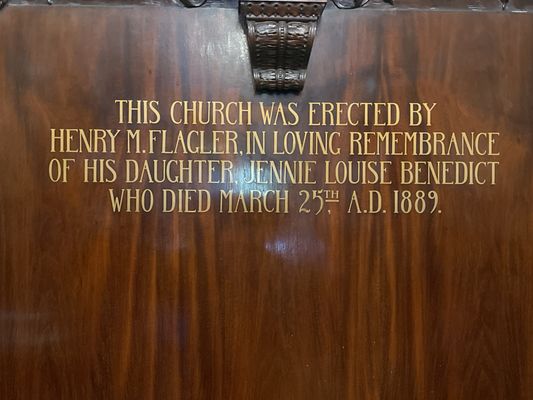 THIS CHURCH WAS ERECTED BY
HENRY M. FLAGLER, IN LOVING REMEMBRANCE
OF HIS DAUGHTER, JENNIE LOUISE BENEDICT
WHO DIED MARCH 25TH, A.D. 1889.